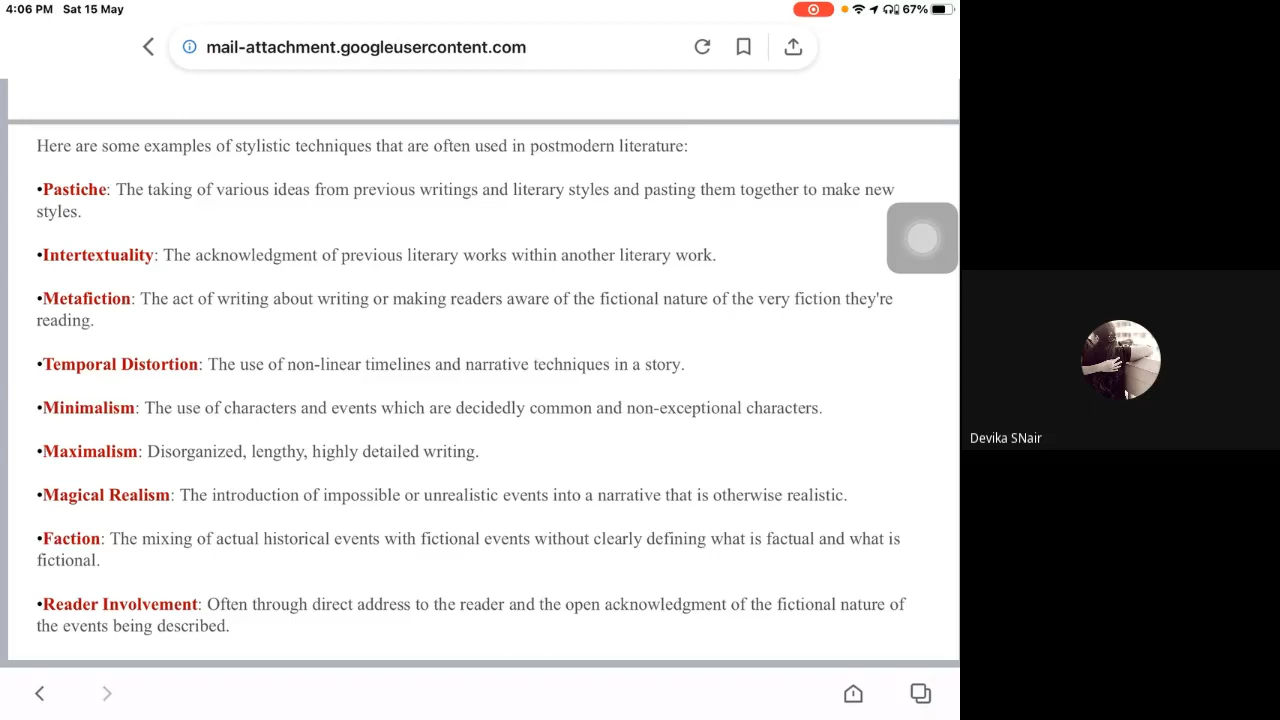 4:06 PM Sat 15 May
67%
mail-attachment.googleusercontent.com
Here are some examples of stylistic techniques that are often used in postmodern literature:
•Pastiche: The taking of various ideas from previous writings and literary styles and pasting them together to make new
styles.
•Intertextuality: The acknowledgment of previous literary works within another literary work.
•Metafiction: The act of writing about writing or making readers aware of the fictional nature of the very fiction they're
reading.
•Temporal Distortion: The use of non-linear timelines and narrative techniques in a story.
•Minimalism: The use of characters and events which are decidedly common and non-exceptional characters.
•Maximalism: Disorganized, lengthy, highly detailed writing.
•Magical Realism: The introduction of impossible or unrealistic events into a narrative that is otherwise realistic.
•Faction: The mixing of actual historical events with fictional events without clearly defining what is factual and what is
fictional.
•Reader Involvement: Often through direct address to the reader and the open acknowledgment of the fictional nature of
the events being described.
Devika SNair